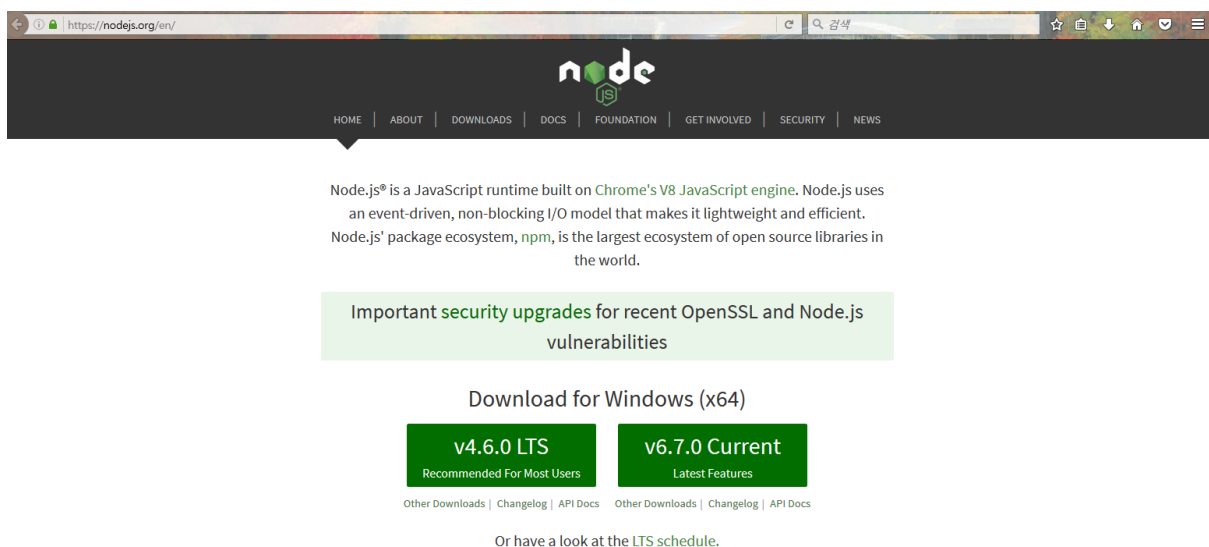 https://nodejs.org/en/
검색
node
JS
HOME | ABOUT | DOWNLOADS | DOCS | FOUNDATION | GET INVOLVED | SECURITY | NEWS
Node.js® is a JavaScript runtime built on Chrome's V8 JavaScript engine. Node.js uses
an event-driven, non-blocking I/O model that makes it lightweight and efficient.
Node.js' package ecosystem, npm, is the largest ecosystem of open source libraries in
the world.
Important security upgrades for recent OpenSSL and Node.js
vulnerabilities
Download for Windows (x64)
v4.6.0 LTS
Recommended For Most Users
v6.7.0 Current
Latest Features
Other Downloads | Changelog | API Docs
Other Downloads | Changelog | API Docs
Or have a look at the LTS schedule.